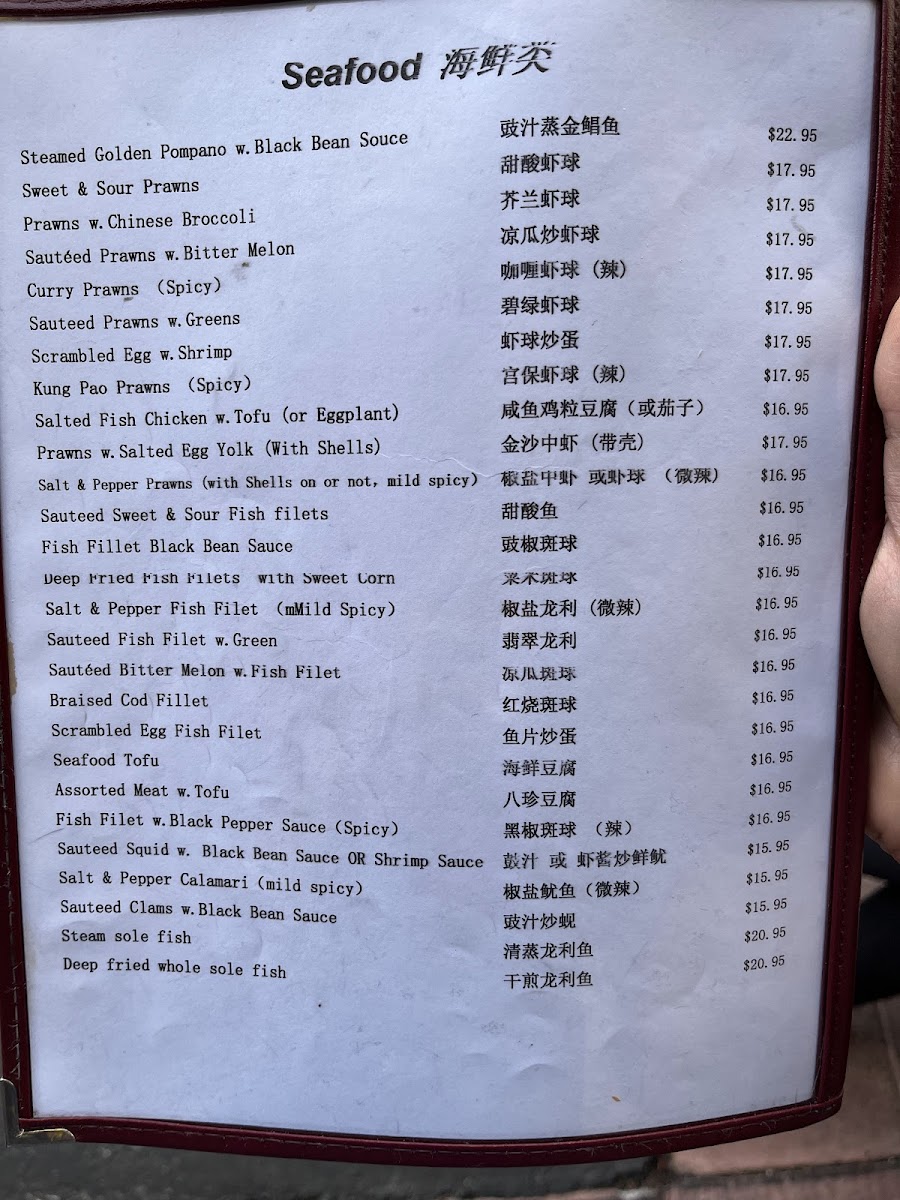 Seafood 海鲜类
Steamed Golden Pompano w.Black Bean Souce 豉汁蒸金鲳鱼 $22.95
Sweet & Sour Prawns 甜酸虾球 $17.95
Prawns w.Chinese Broccoli 芥兰虾球 $17.95
Sautéed Prawns w.Bitter Melon 凉瓜炒虾球 $17.95
Curry Prawns （Spicy） 咖喱虾球（辣） $17.95
Sauteed Prawns w.Greens 碧绿虾球 $17.95
Scrambled Egg w.Shrimp 虾球炒蛋 $17.95
Kung Pao Prawns （Spicy） 宫保虾球（辣） $17.95
Salted Fish Chicken w.Tofu (or Eggplant) 咸鱼鸡粒豆腐（或茄子） $16.95
Prawns w.Salted Egg Yolk (With Shells) 金沙中虾（带壳） $17.95
Salt & Pepper Prawns (with Shells on or not, mild spicy) 椒盐中虾 或虾球 （微辣） $16.95
Sauteed Sweet & Sour Fish filets 甜酸鱼 $16.95
Fish Fillet Black Bean Sauce 豉椒斑球 $16.95
Deep Fried Fish Filets with Sweet Corn 粟米斑球 $16.95
Salt & Pepper Fish Filet （mMild Spicy） 椒盐龙利（微辣） $16.95
Sauteed Fish Filet w.Green 翡翠龙利 $16.95
Sautéed Bitter Melon w.Fish Filet 凉瓜斑球 $16.95
Braised Cod Fillet 红烧斑球 $16.95
Scrambled Egg Fish Filet 鱼片炒蛋 $16.95
Seafood Tofu 海鲜豆腐 $16.95
Assorted Meat w.Tofu 八珍豆腐 $16.95
Fish Filet w.Black Pepper Sauce（Spicy） 黑椒斑球 （辣） $16.95
Sauteed Squid w. Black Bean Sauce OR Shrimp Sauce 豉汁 或 虾酱炒鲜鱿 $15.95
Salt & Pepper Calamari（mild spicy） 椒盐鱿鱼（微辣） $15.95
Sauteed Clams w.Black Bean Sauce 豉汁炒蚬 $15.95
Steam sole fish 清蒸龙利鱼 $20.95
Deep fried whole sole fish 干煎龙利鱼 $20.95